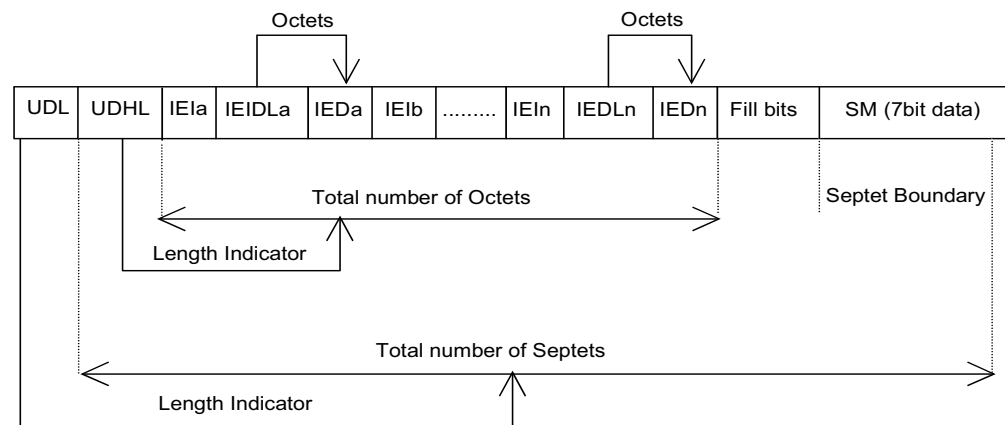 Octets Octets
UDL UDHL IEIa IEIDLa IEDa IEIb ......... IEIn IEDLn IEDn Fill bits SM (7bit data)
Total number of Octets
Septet Boundary
Length Indicator
Total number of Septets
Length Indicator